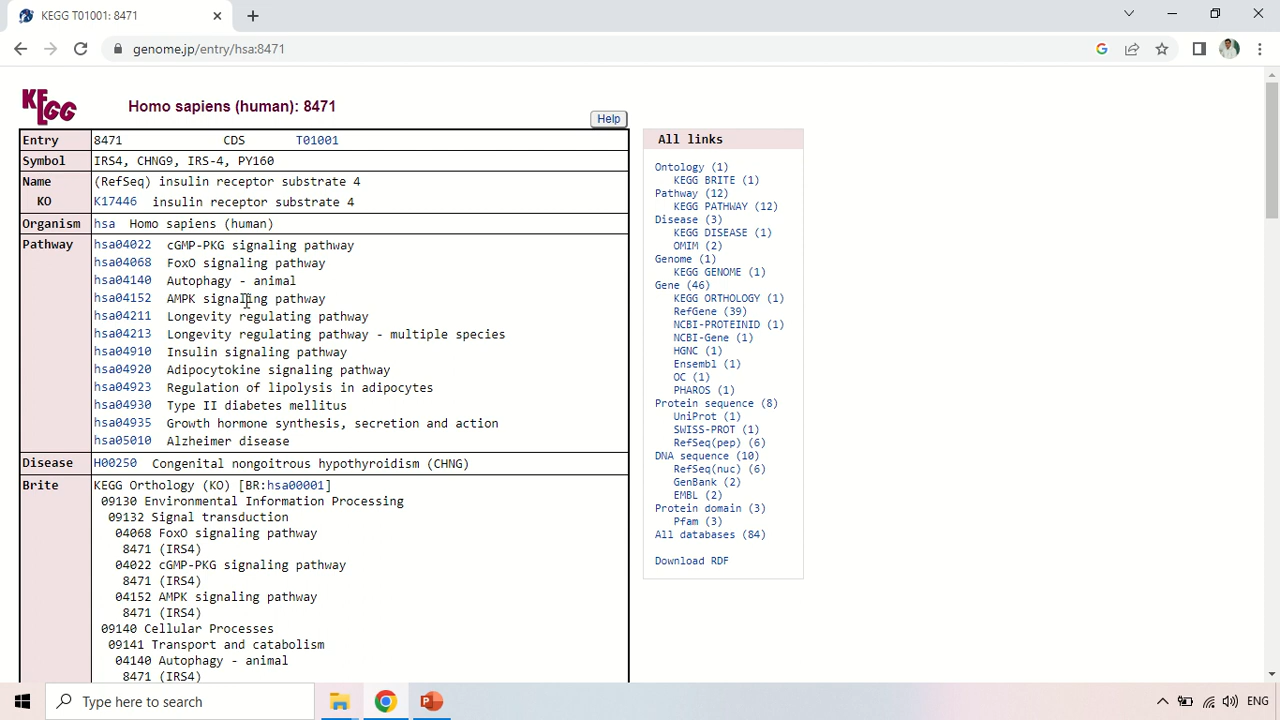 KEGG T01001: 8471
genome.jp/entry/hsa:8471
KEGG
Homo sapiens (human): 8471
Help
Entry 8471 CDS T01001
Symbol IRS4, CHNG9, IRS-4, PY160
Name (RefSeq) insulin receptor substrate 4
KO K17446 insulin receptor substrate 4
Organism hsa Homo sapiens (human)
Pathway hsa04022 cGMP-PKG signaling pathway
hsa04068 FoxO signaling pathway
hsa04140 Autophagy - animal
hsa04152 AMPK signaling pathway
hsa04211 Longevity regulating pathway
hsa04213 Longevity regulating pathway - multiple species
hsa04910 Insulin signaling pathway
hsa04920 Adipocytokine signaling pathway
hsa04923 Regulation of lipolysis in adipocytes
hsa04930 Type II diabetes mellitus
hsa04935 Growth hormone synthesis, secretion and action
hsa05010 Alzheimer disease
Disease H00250 Congenital nongoitrous hypothyroidism (CHNG)
Brite KEGG Orthology (KO) [BR:hsa00001]
09130 Environmental Information Processing
09132 Signal transduction
04068 FoxO signaling pathway
8471 (IRS4)
04022 cGMP-PKG signaling pathway
8471 (IRS4)
04152 AMPK signaling pathway
8471 (IRS4)
09140 Cellular Processes
09141 Transport and catabolism
04140 Autophagy - animal
8471 (IRS4)
All links
Ontology (1)
KEGG BRITE (1)
Pathway (12)
KEGG PATHWAY (12)
Disease (3)
KEGG DISEASE (1)
OMIM (2)
Genome (1)
KEGG GENOME (1)
Gene (46)
KEGG ORTHOLOGY (1)
RefGene (39)
NCBI-PROTEINID (1)
NCBI-Gene (1)
HGNC (1)
Ensembl (1)
OC (1)
PHAROS (1)
Protein sequence (8)
UniProt (1)
SWISS-PROT (1)
RefSeq(pep) (6)
DNA sequence (10)
RefSeq(nuc) (6)
GenBank (2)
EMBL (2)
Protein domain (3)
Pfam (3)
All databases (84)
Download RDF
Type here to search
ENG